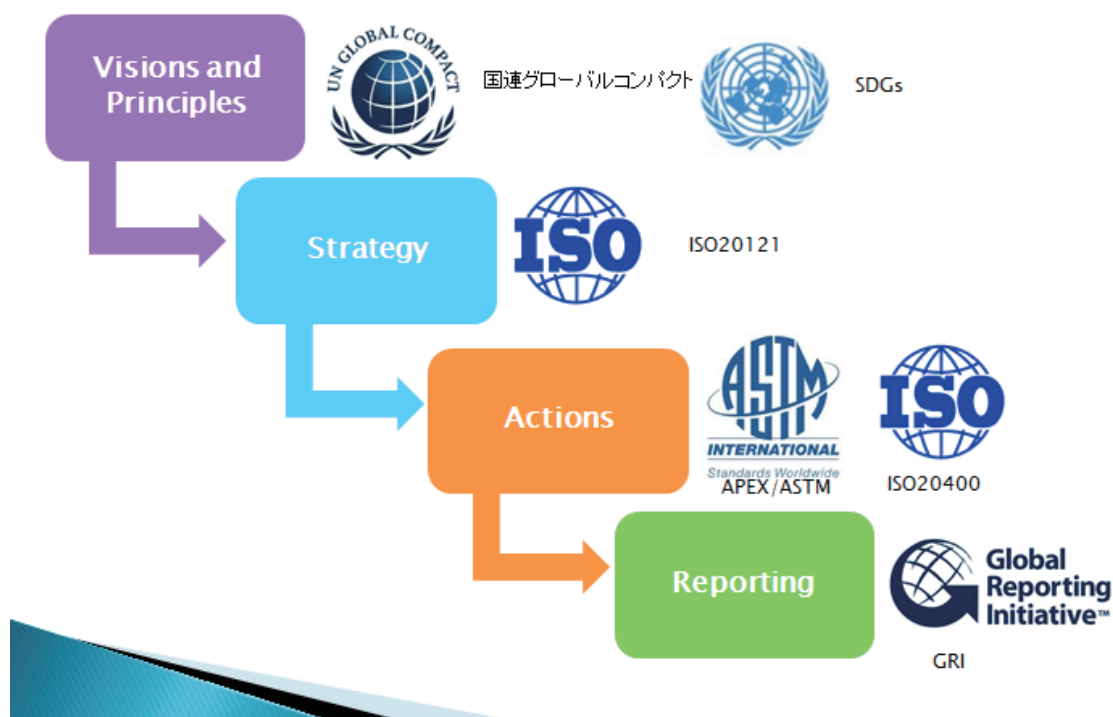 Visions and
Principles
UN GLOBAL COMPACT
国連グローバルコンパクト
SDGs
Strategy
ISO
ISO20121
Actions
ASTM
INTERNATIONAL
Standards Worldwide
APEX/ASTM
ISO
ISO20400
Reporting
Global
Reporting
Initiative™
GRI